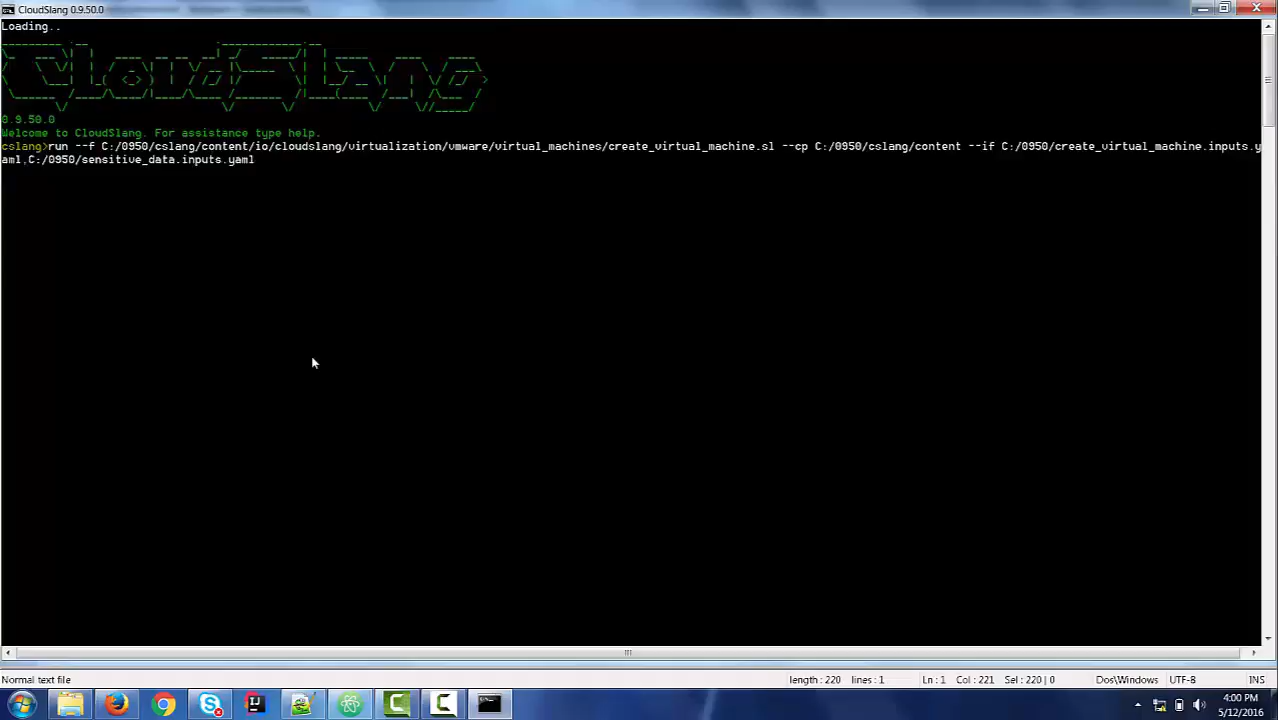 CloudSlang 0.9.50.0
Loading..
CloudSlang
0.9.50.0
Welcome to CloudSlang. For assistance type help.
cslang>run --f C:/0950/cslang/content/io/cloudslang/virtualization/vmware/virtual_machines/create_virtual_machine.sl --cp C:/0950/cslang/content --if C:/0950/create_virtual_machine.inputs.y
aml,C:/0950/sensitive_data.inputs.yaml
Normal text file length: 220 lines: 1 Ln: 1 Col: 221 Sel: 220 | 0 Dos\Windows UTF-8 INS
4:00 PM
5/12/2016